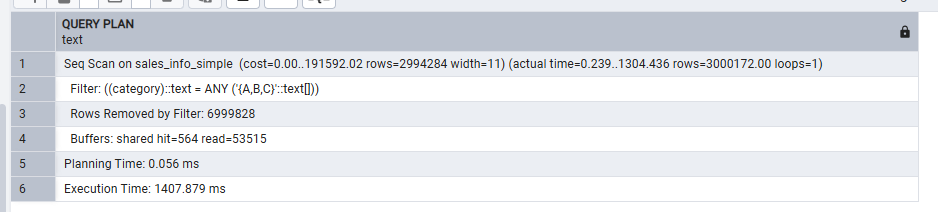 QUERY PLAN
text
1 Seq Scan on sales_info_simple (cost=0.00..191592.02 rows=2994284 width=11) (actual time=0.239..1304.436 rows=3000172.00 loops=1)
2 Filter: ((category)::text = ANY ('{A,B,C}'::text[]))
3 Rows Removed by Filter: 6999828
4 Buffers: shared hit=564 read=53515
5 Planning Time: 0.056 ms
6 Execution Time: 1407.879 ms